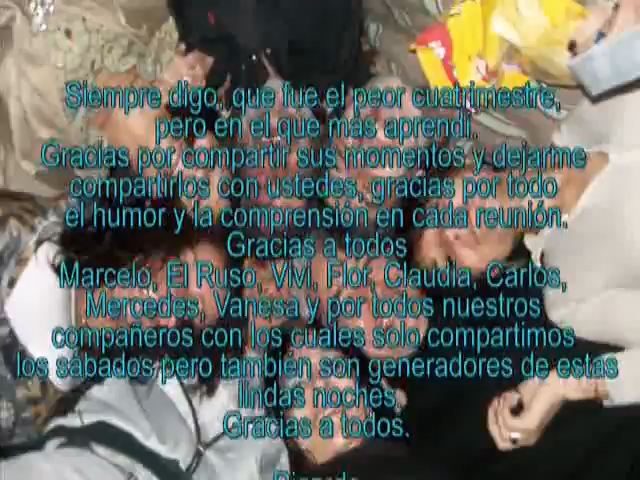 Siempre digo, que fue el peor cuatrimestre,
pero en el que más aprendí.
Gracias por compartir sus momentos y dejarme
compartirlos con ustedes, gracias por todo
el humor y la comprensión en cada reunión.
Gracias a todos
Marcelo, El Ruso, Vivi, Flor, Claudia, Carlos,
Mercedes, Vanesa y por todos nuestros
compañeros con los cuales solo compartimos
los sábados pero también son generadores de estas
lindas noches.
Gracias a todos.